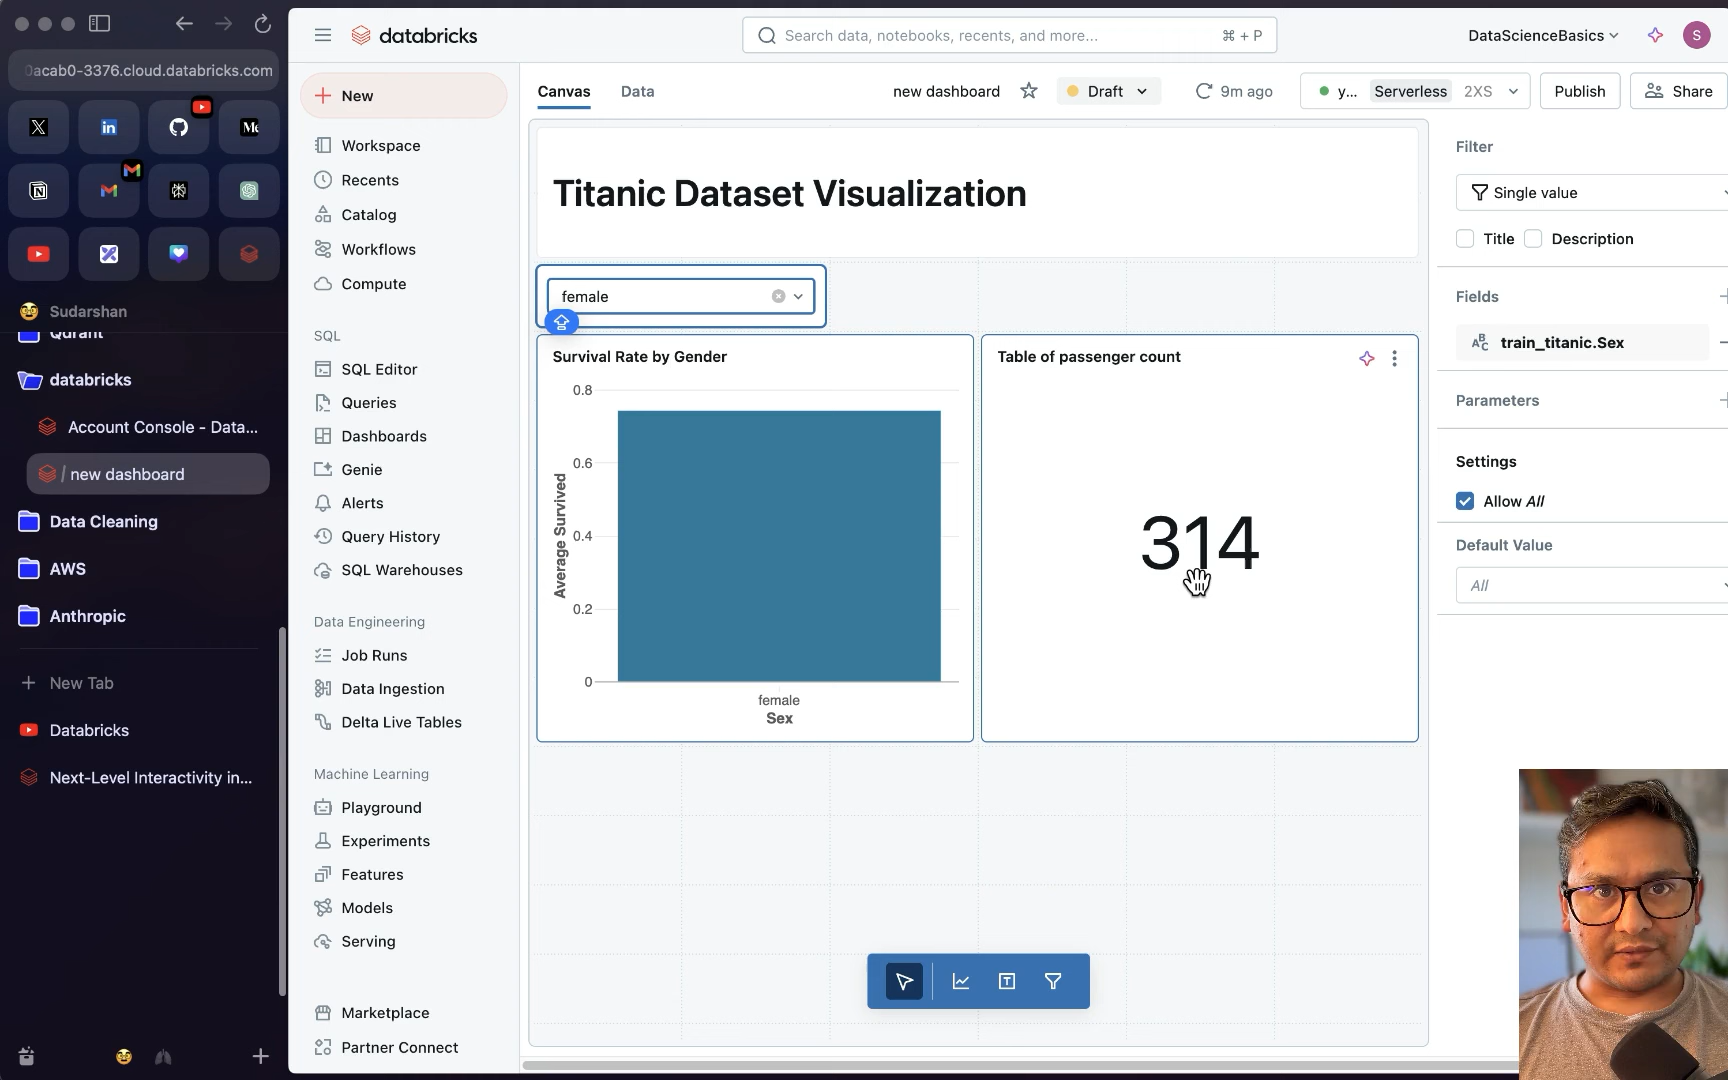 0acab0-3376.cloud.databricks.com
Sudarshan
Qdrant
databricks
Account Console - Data...
/ new dashboard
Data Cleaning
AWS
Anthropic
New Tab
Databricks
Next-Level Interactivity in...
databricks
Search data, notebooks, recents, and more...
⌘ + P
DataScienceBasics
S
New
Workspace
Recents
Catalog
Workflows
Compute
SQL
SQL Editor
Queries
Dashboards
Genie
Alerts
Query History
SQL Warehouses
Data Engineering
Job Runs
Data Ingestion
Delta Live Tables
Machine Learning
Playground
Experiments
Features
Models
Serving
Marketplace
Partner Connect
Canvas
Data
new dashboard
Draft
9m ago
y... Serverless 2XS
Publish
Share
Titanic Dataset Visualization
female
Survival Rate by Gender
0.8
0.6
0.4
0.2
0
Average Survived
female
Sex
Table of passenger count
314
Filter
Single value
Title
Description
Fields
ABC train_titanic.Sex
Parameters
Settings
Allow All
Default Value
All